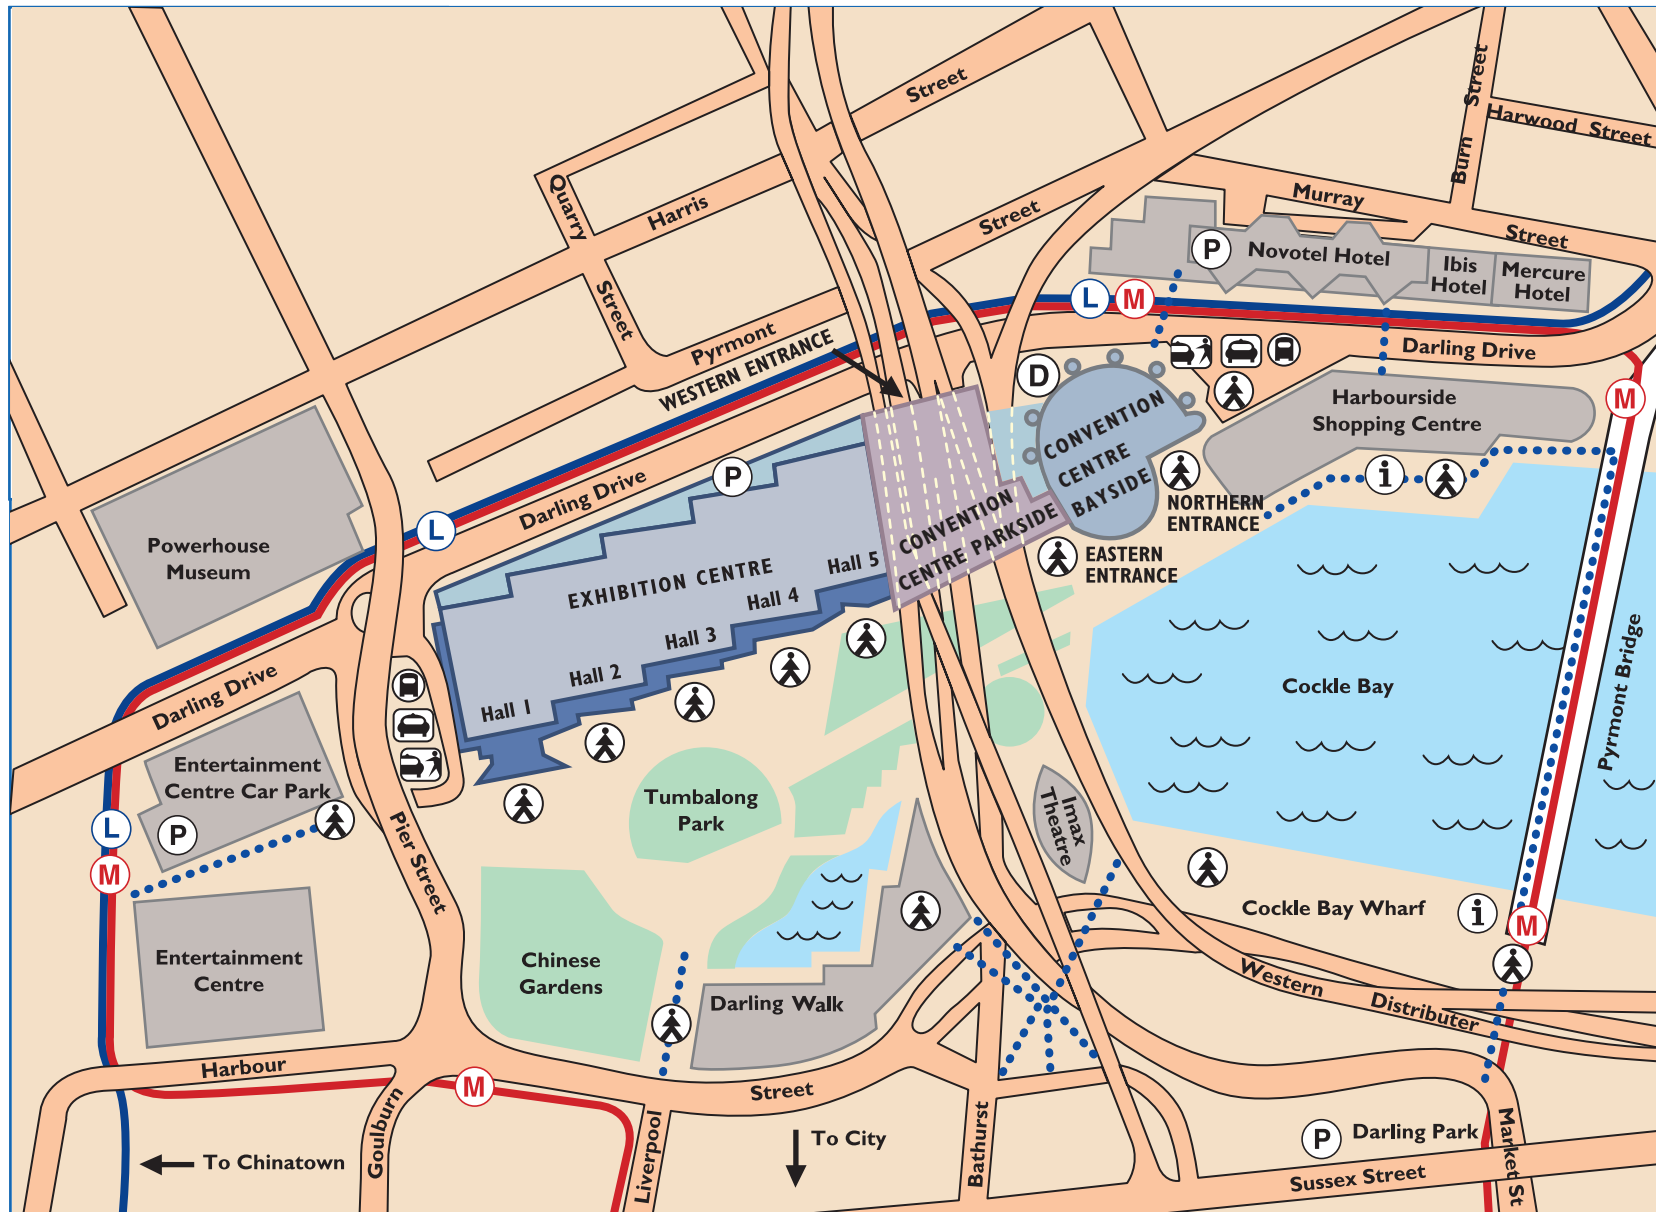 Street
Street
Burn
Harwood Street
Quarry
Street
Harris
Murray
Street
Street
P
Novotel Hotel
Ibis
Hotel
Mercure
Hotel
L
M
Pyrmont
WESTERN ENTRANCE
Darling Drive
D
Harbourside
Shopping Centre
M
CONVENTION
CENTRE
BAYSIDE
NORTHERN
ENTRANCE
i
P
Darling Drive
L
CONVENTION
CENTRE PARKSIDE
EASTERN
ENTRANCE
Powerhouse
Museum
EXHIBITION CENTRE
Hall 5
Hall 4
Hall 3
Hall 2
Hall 1
Darling Drive
Cockle Bay
Pyrmont Bridge
Entertainment
Centre Car Park
P
L
M
Pier Street
Tumbalong
Park
Imax
Theatre
Cockle Bay Wharf
i
M
Entertainment
Centre
Chinese
Gardens
Darling Walk
Western
Distributer
Harbour
M
Street
Goulburn
Liverpool
Bathurst
To City
To Chinatown
P
Darling Park
Sussex Street
Market St